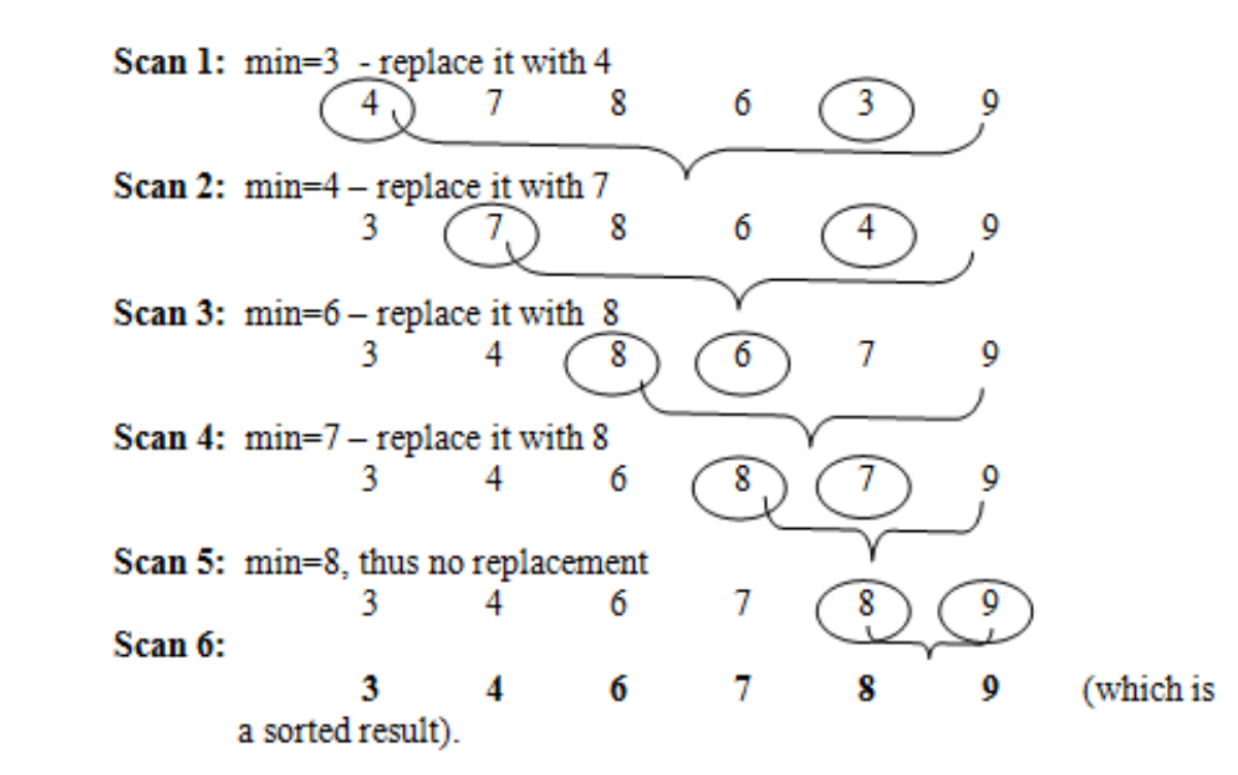 Scan 1: min=3 - replace it with 4
4 7 8 6 3 9
Scan 2: min=4 – replace it with 7
3 7 8 6 4 9
Scan 3: min=6 – replace it with 8
3 4 8 6 7 9
Scan 4: min=7 – replace it with 8
3 4 6 8 7 9
Scan 5: min=8, thus no replacement
3 4 6 7 8 9
Scan 6:
3 4 6 7 8 9 (which is
a sorted result).